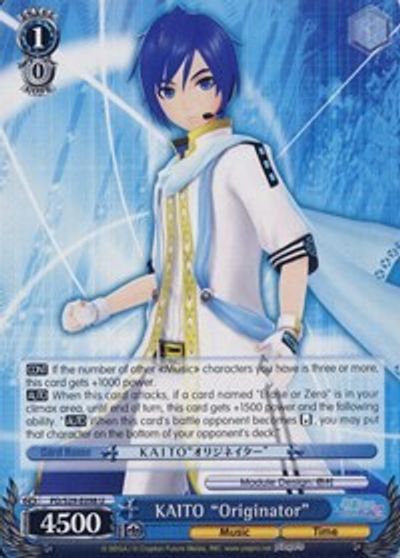 1
0
CONT If the number of other «Music» characters you have is three or more,
this card gets +1000 power.
AUTO When this card attacks, if a card named "Erase or Zero" is in your
climax area, until end of turn, this card gets +1500 power and the following
ability. "AUTO When this card's battle opponent becomes [ ], you may put
that character on the bottom of your opponent's deck."
Card Name KAITO"オリジネイター"
Module Design:
4500
KAITO "Originator"
Music Time